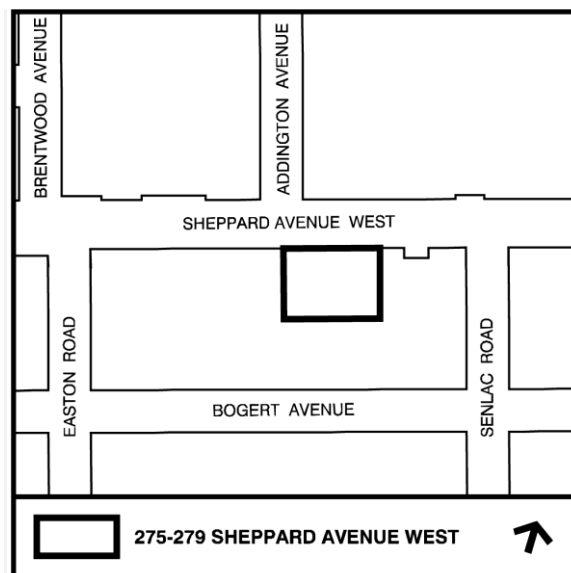 BRENTWOOD AVENUE
ADDINGTON AVENUE
SHEPPARD AVENUE WEST
EASTON ROAD
SENLAC ROAD
BOGERT AVENUE
275-279 SHEPPARD AVENUE WEST